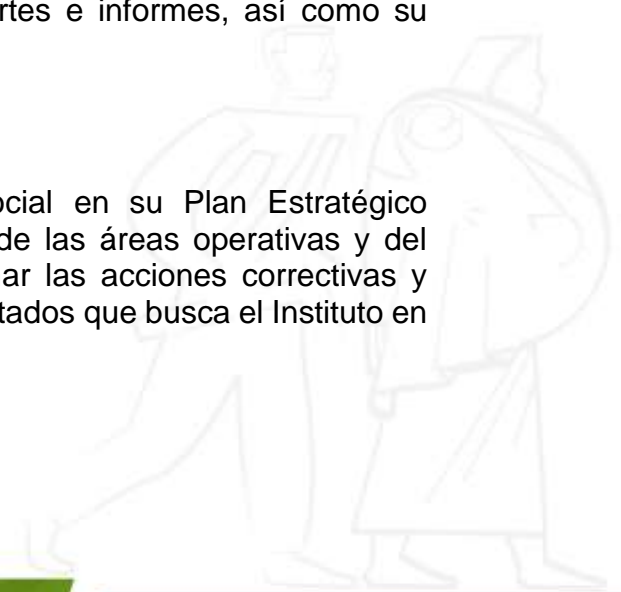 rtes e informes, así como su
ocial en su Plan Estratégico
de las áreas operativas y del
ar las acciones correctivas y
tados que busca el Instituto en